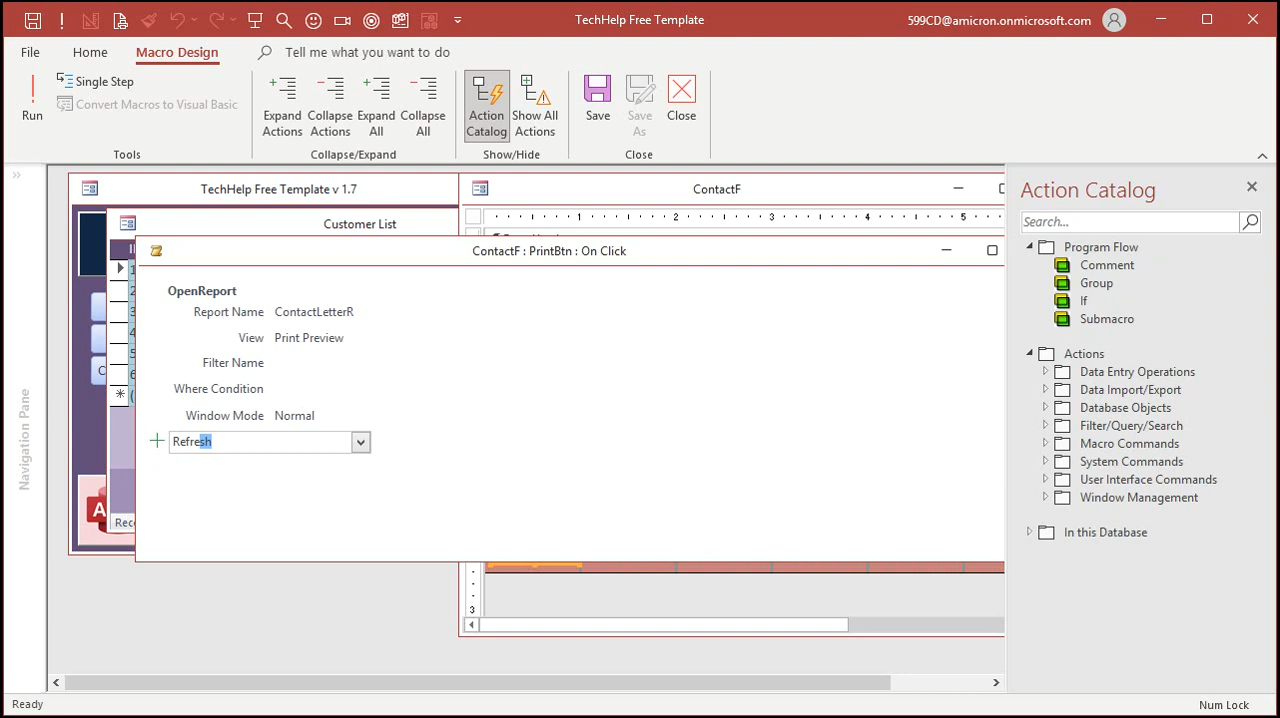 TechHelp Free Template
599CD@amicron.onmicrosoft.com
File
Home
Macro Design
Tell me what you want to do
Run
Single Step
Convert Macros to Visual Basic
Tools
Expand Actions
Collapse Actions
Expand All
Collapse All
Collapse/Expand
Action Catalog
Show All Actions
Show/Hide
Save
Save As
Close
Close
Navigation Pane
TechHelp Free Template v 1.7
Customer List
ContactF
1 2 3 4 5
ContactF : PrintBtn : On Click
OpenReport
Report Name ContactLetterR
View Print Preview
Filter Name
Where Condition
Window Mode Normal
Refresh
3
A
Action Catalog
Search...
Program Flow
Comment
Group
If
Submacro
Actions
Data Entry Operations
Data Import/Export
Database Objects
Filter/Query/Search
Macro Commands
System Commands
User Interface Commands
Window Management
In this Database
Ready
Num Lock